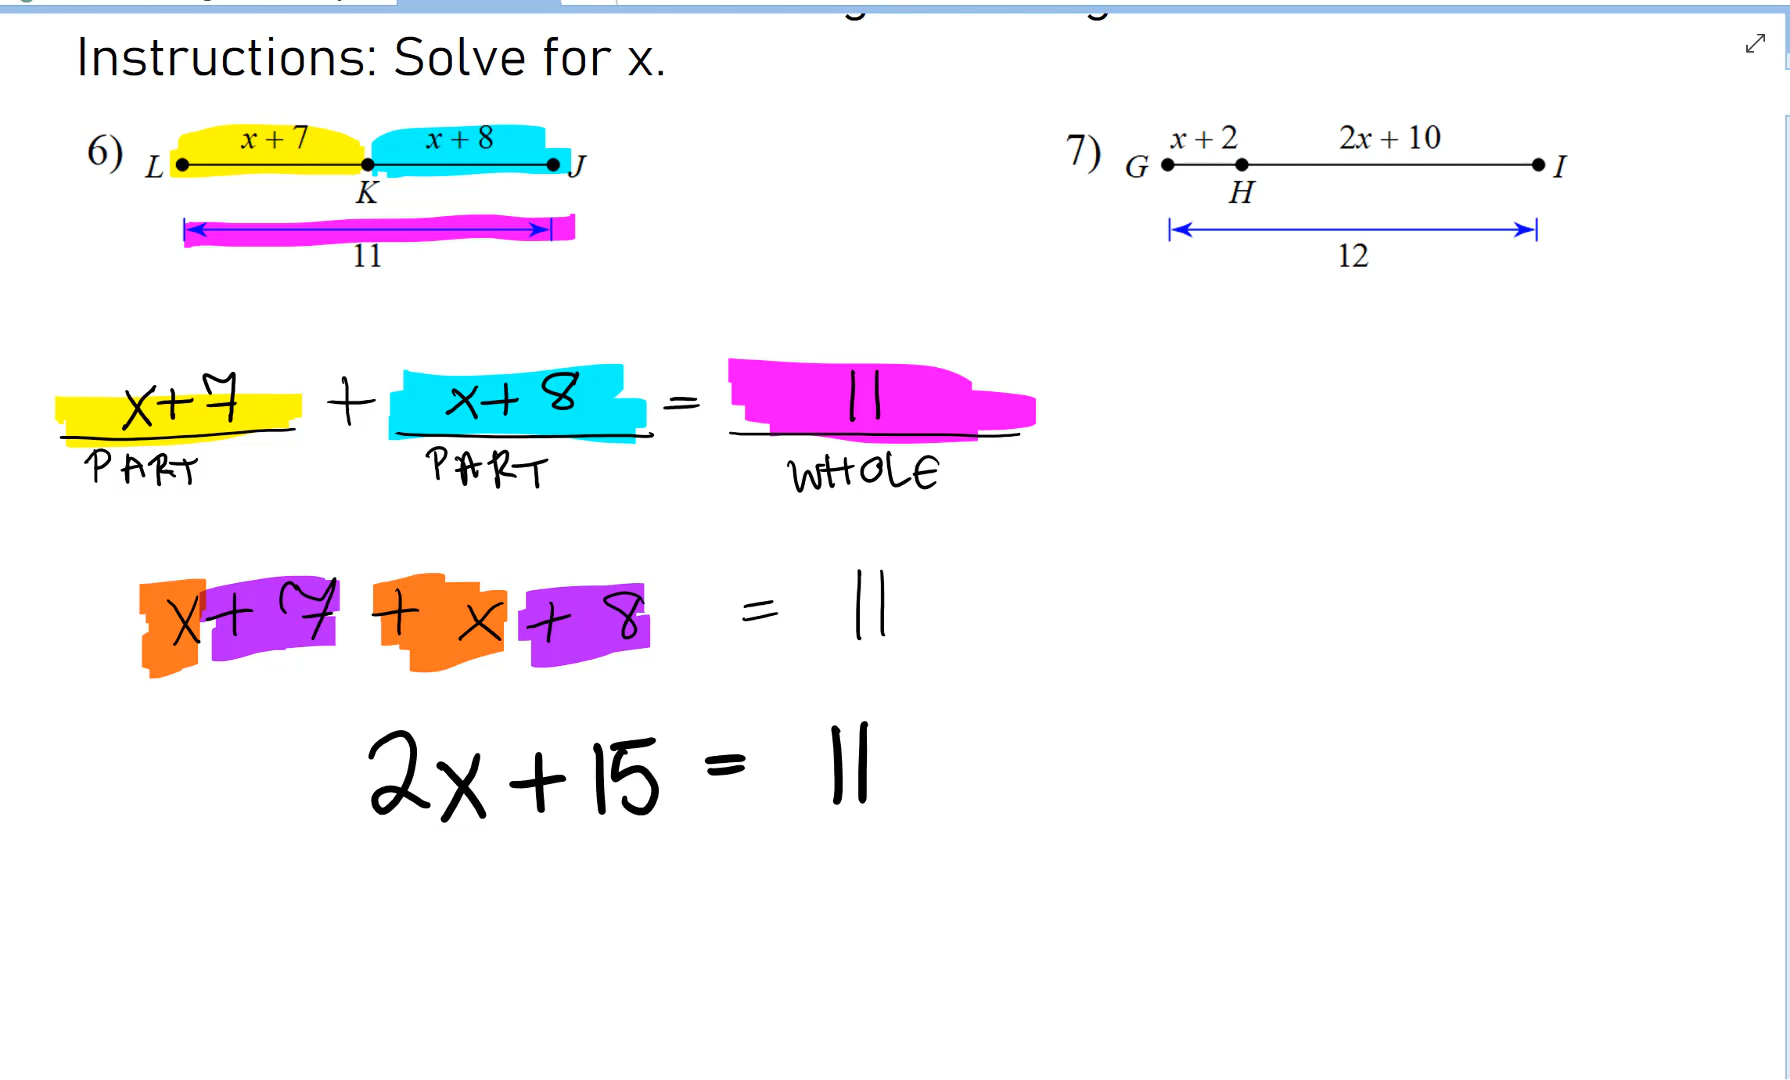 Instructions: Solve for x.
6) L x + 7 K x + 8 J
11
7) G x + 2 H 2x + 10 I
12
x+7 + x+8 = 11
PART PART WHOLE
x+7 + x+8 = 11
2x+15 = 11